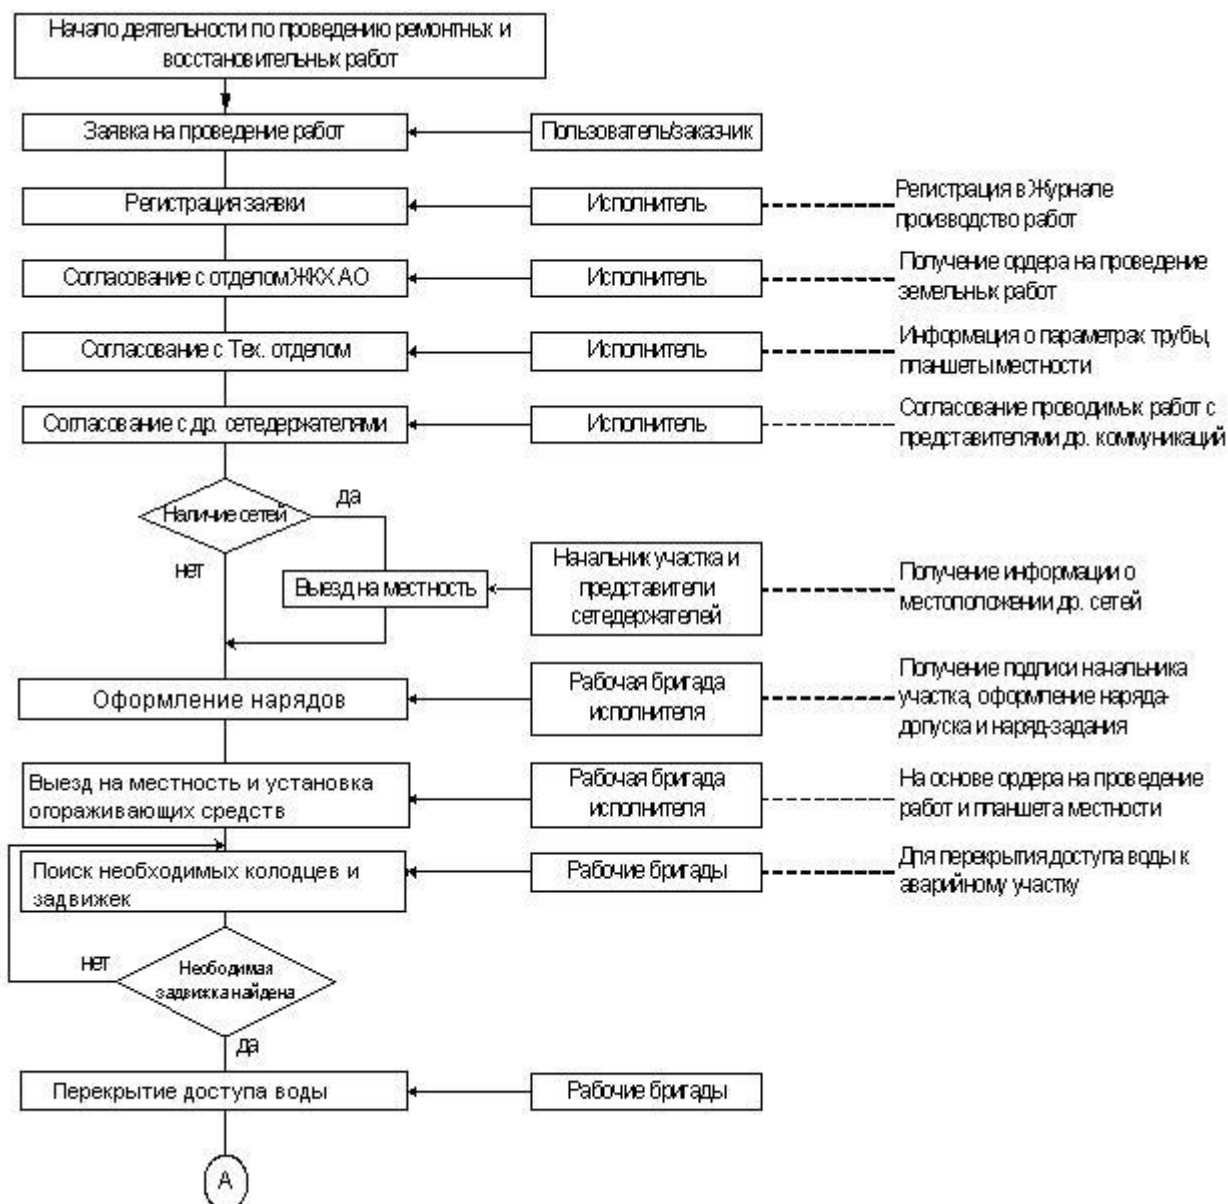 Начало деятельности по проведению ремонтных и
восстановительных работ
Заявка на проведение работ
Пользователь/заказчик
Регистрация заявки
Исполнитель
Регистрация в Журнале
производство работ
Согласование с отделом ЖКХ АО
Исполнитель
Получение ордера на проведение
земельных работ
Согласование с Тех. отделом
Исполнитель
Информация о параметрах трубы,
планшеты местности
Согласование с др. сетедержателями
Исполнитель
Согласование проводимых работ с
представителями др. коммуникаций
Наличие сетей
да
нет
Выезд на местность
Начальник участка и
представители
сетедержателей
Получение информации о
местоположении др. сетей
Оформление нарядов
Рабочая бригада
исполнителя
Получение подписи начальника
участка, оформление наряда-
допуска и наряд-задания
Выезд на местность и установка
огораживающих средств
Рабочая бригада
исполнителя
На основе ордера на проведение
работ и планшета местности
Поиск необходимых колодцев и
задвижек
Рабочие бригады
Для перекрытия доступа воды к
аварийному участку
нет
Неободимая
задвижка найдена
да
Перекрытие доступа воды
Рабочие бригады
А